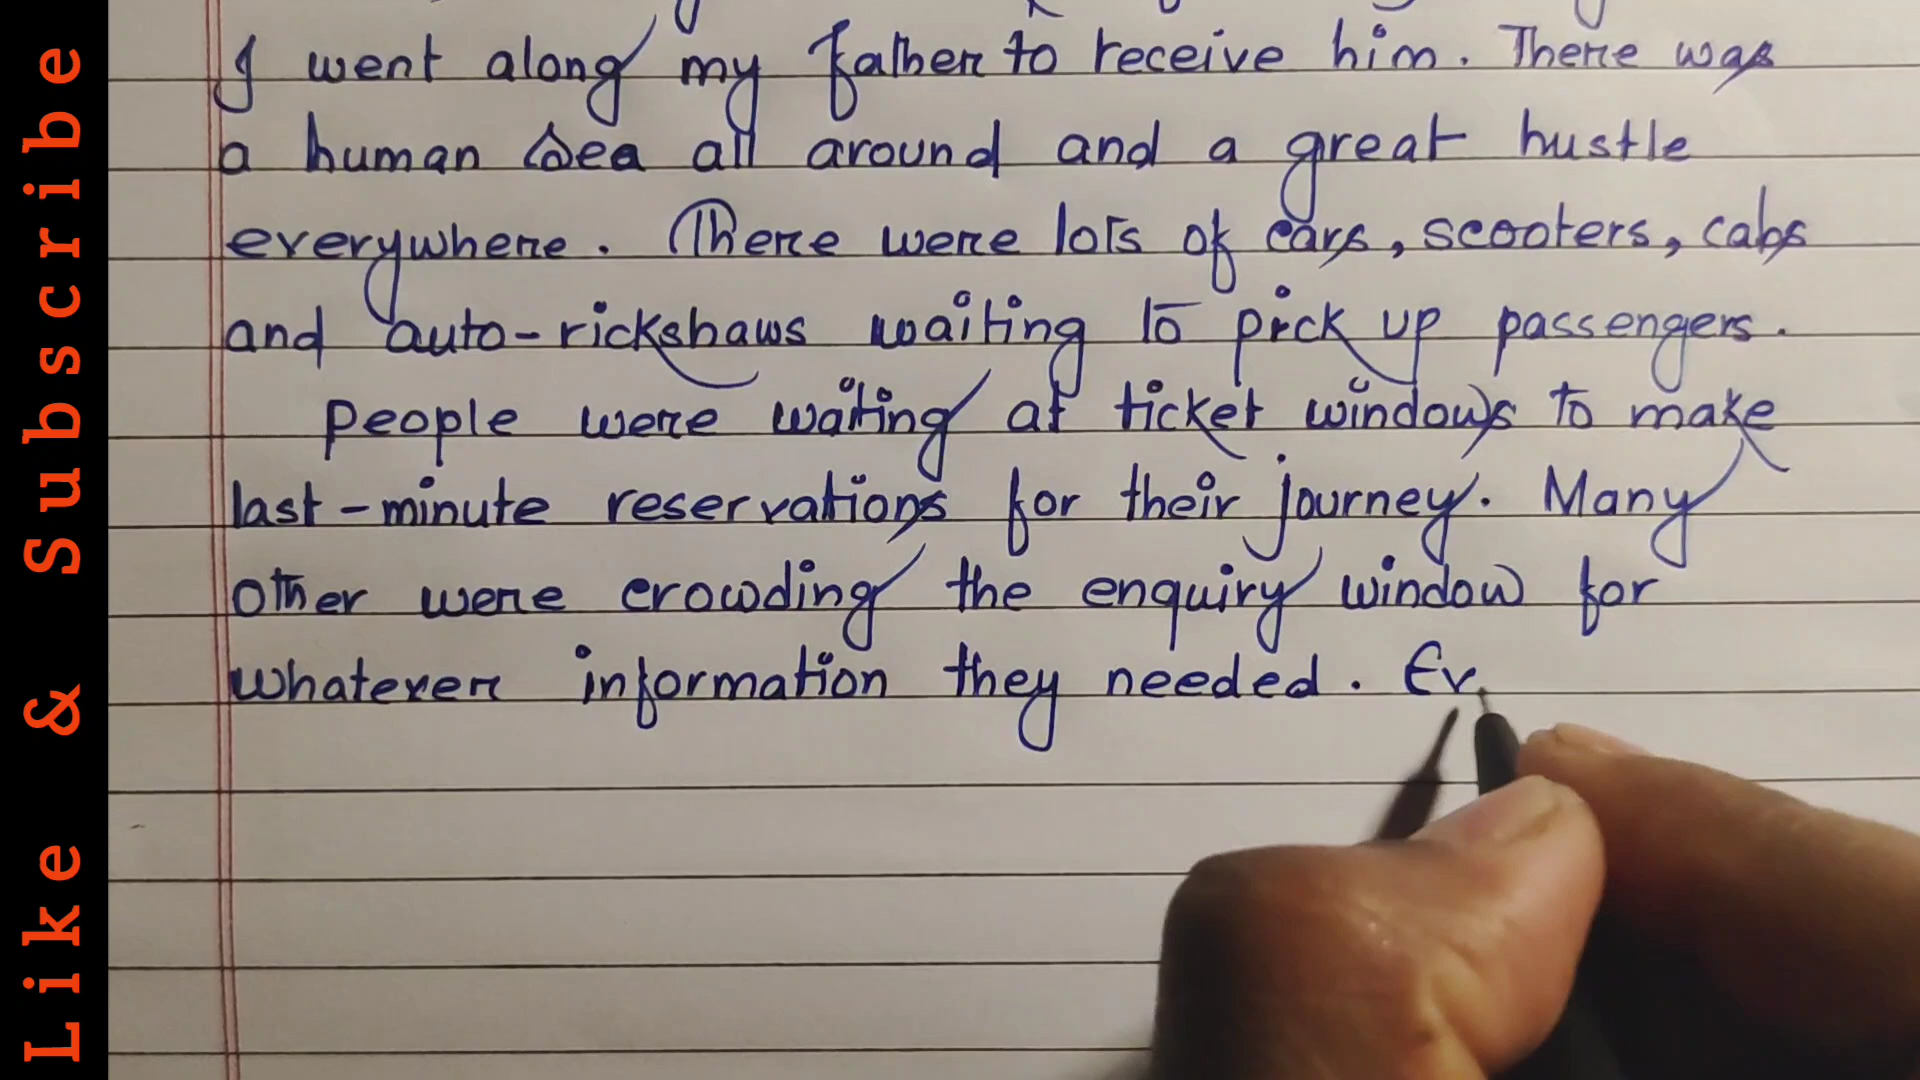 I went along my father to receive him. There was
a human sea all around and a great hustle
everywhere. There were lots of cars, scooters, cabs
and auto-rickshaws waiting to pick up passengers.
People were waiting at ticket windows to make
last-minute reservations for their journey. Many
other were crowding the enquiry window for
whatever information they needed. Ev
Like & Subscribe